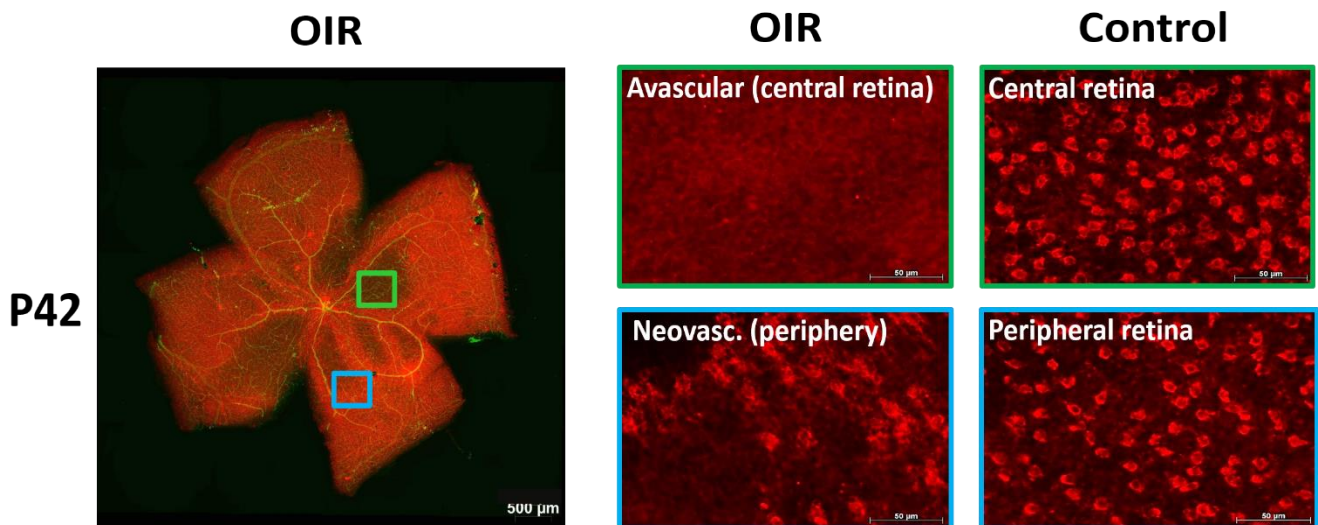 OIR
OIR
Control
P42
500 µm
Avascular (central retina)
50 µm
Central retina
50 µm
Neovasc. (periphery)
50 µm
Peripheral retina
50 µm